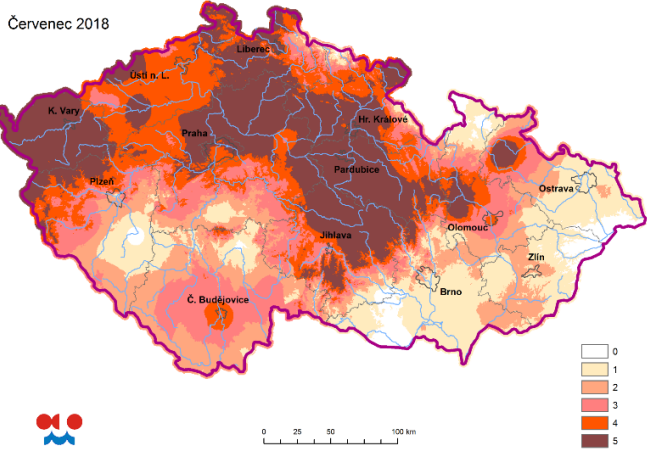 Červenec 2018
Liberec
Ústí n. L.
K. Vary
Hr. Králové
Praha
Pardubice
Plzeň
Ostrava
Olomouc
Jihlava
Zlín
Brno
Č. Budějovice
0
1
2
3
4
5
0 25 50 100 km